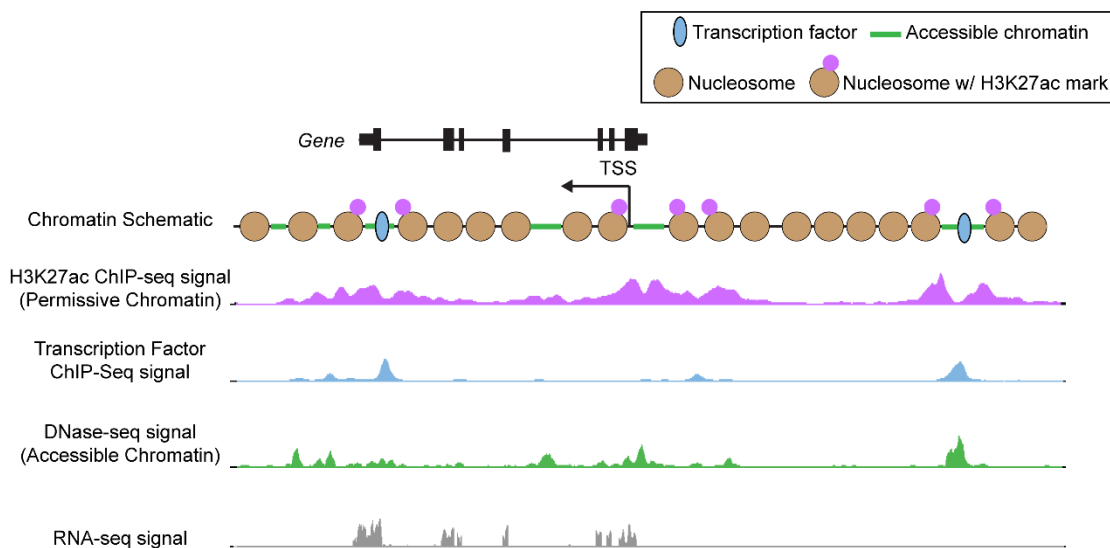 Transcription factor
Accessible chromatin
Nucleosome
Nucleosome w/ H3K27ac mark
Gene
TSS
Chromatin Schematic
H3K27ac ChIP-seq signal
(Permissive Chromatin)
Transcription Factor
ChIP-Seq signal
DNase-seq signal
(Accessible Chromatin)
RNA-seq signal